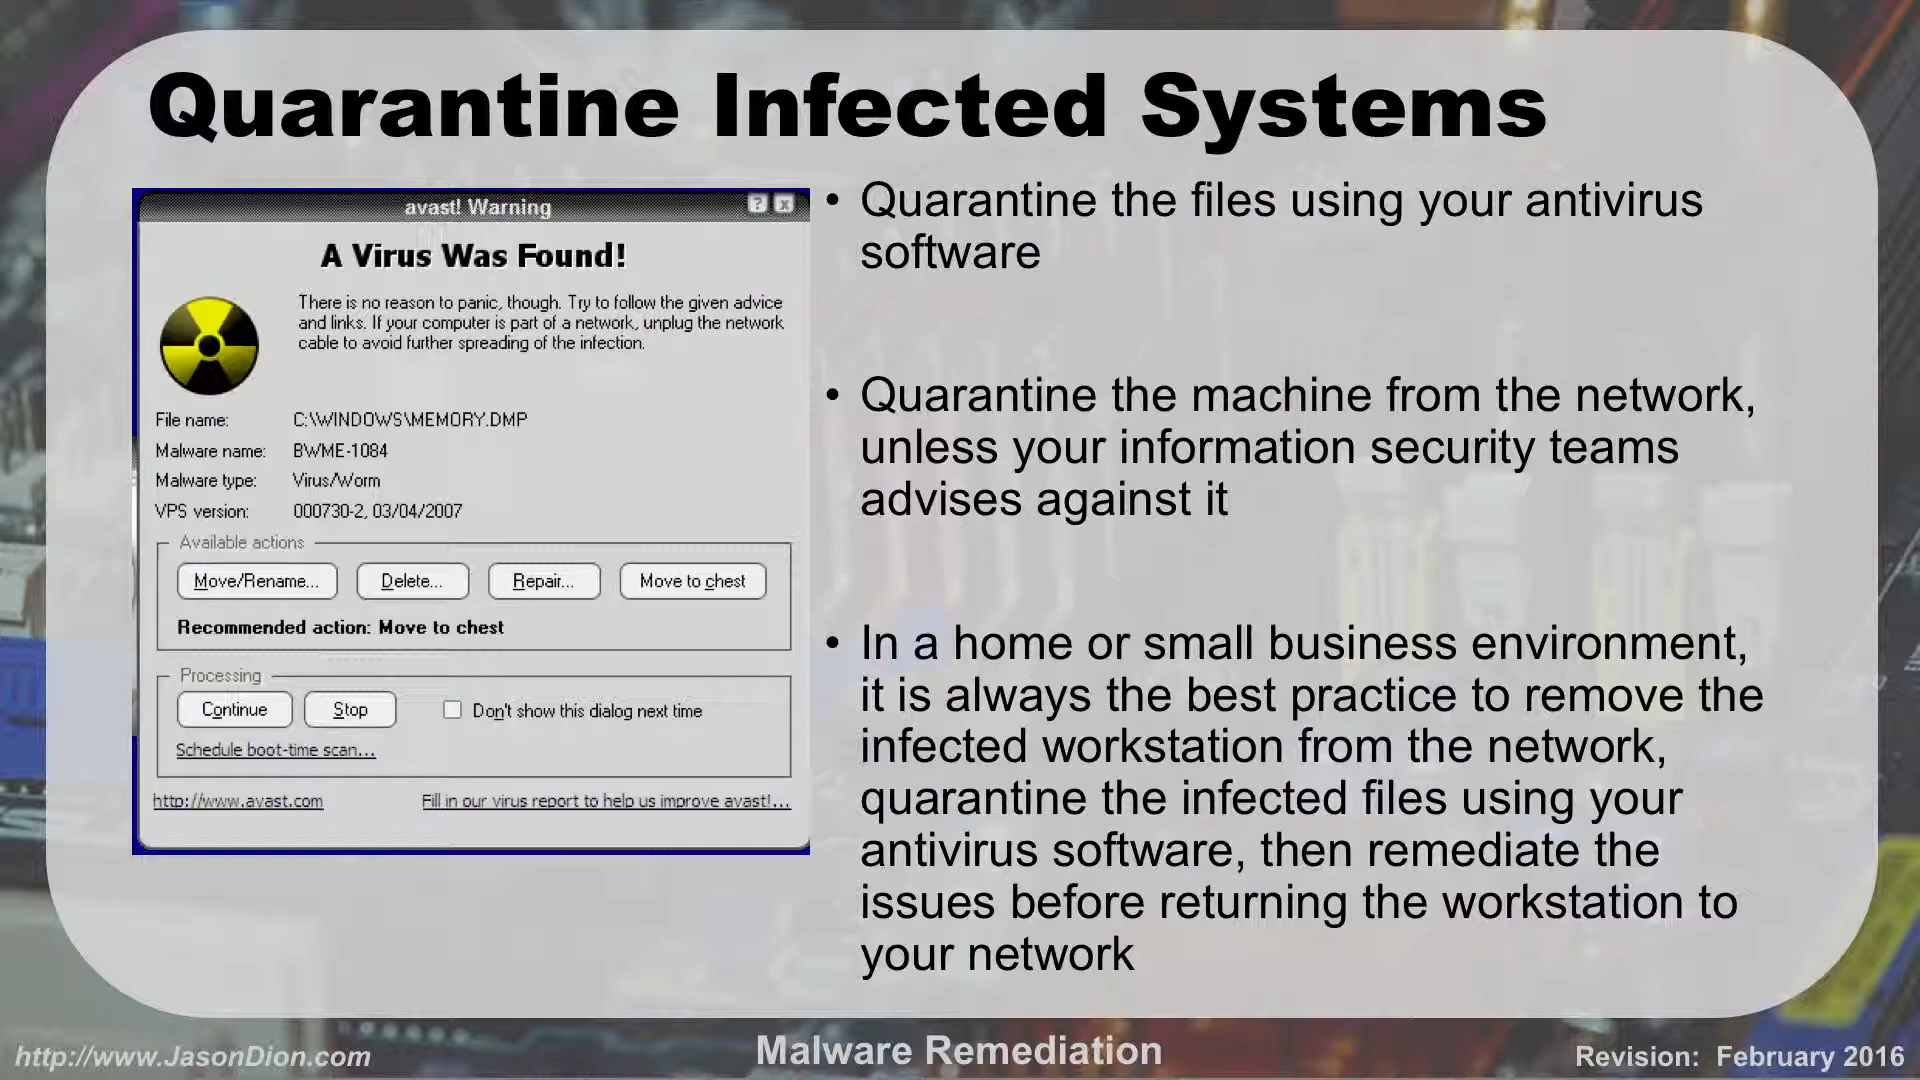 Quarantine Infected Systems
avast! Warning
A Virus Was Found!
There is no reason to panic, though. Try to follow the given advice
and links. If your computer is part of a network, unplug the network
cable to avoid further spreading of the infection.
File name: C:\WINDOWS\MEMORY.DMP
Malware name: BWME-1084
Malware type: Virus/Worm
VPS version: 000730-2, 03/04/2007
Available actions
Move/Rename... Delete... Repair... Move to chest
Recommended action: Move to chest
Processing
Continue Stop Don't show this dialog next time
Schedule boot-time scan...
http://www.avast.com Fill in our virus report to help us improve avast!...
• Quarantine the files using your antivirus
software
• Quarantine the machine from the network,
unless your information security teams
advises against it
• In a home or small business environment,
it is always the best practice to remove the
infected workstation from the network,
quarantine the infected files using your
antivirus software, then remediate the
issues before returning the workstation to
your network
http://www.JasonDion.com
Malware Remediation
Revision: February 2016